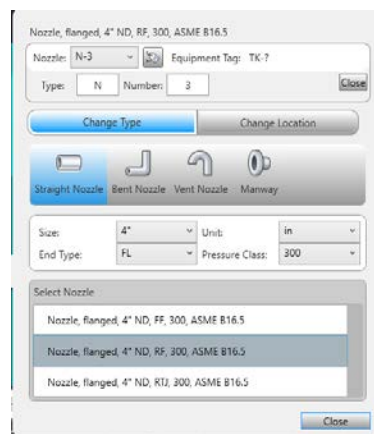 Nozzle, flanged, 4" ND, RF, 300, ASME B16.5
Nozzle: N-3 Equipment Tag: TK-?
Type: N Number: 3 Close
Change Type Change Location
Straight Nozzle Bent Nozzle Vent Nozzle Manway
Size: 4" Unit: in
End Type: FL Pressure Class: 300
Select Nozzle
Nozzle, flanged, 4" ND, FF, 300, ASME B16.5
Nozzle, flanged, 4" ND, RF, 300, ASME B16.5
Nozzle, flanged, 4" ND, RTJ, 300, ASME B16.5
Close